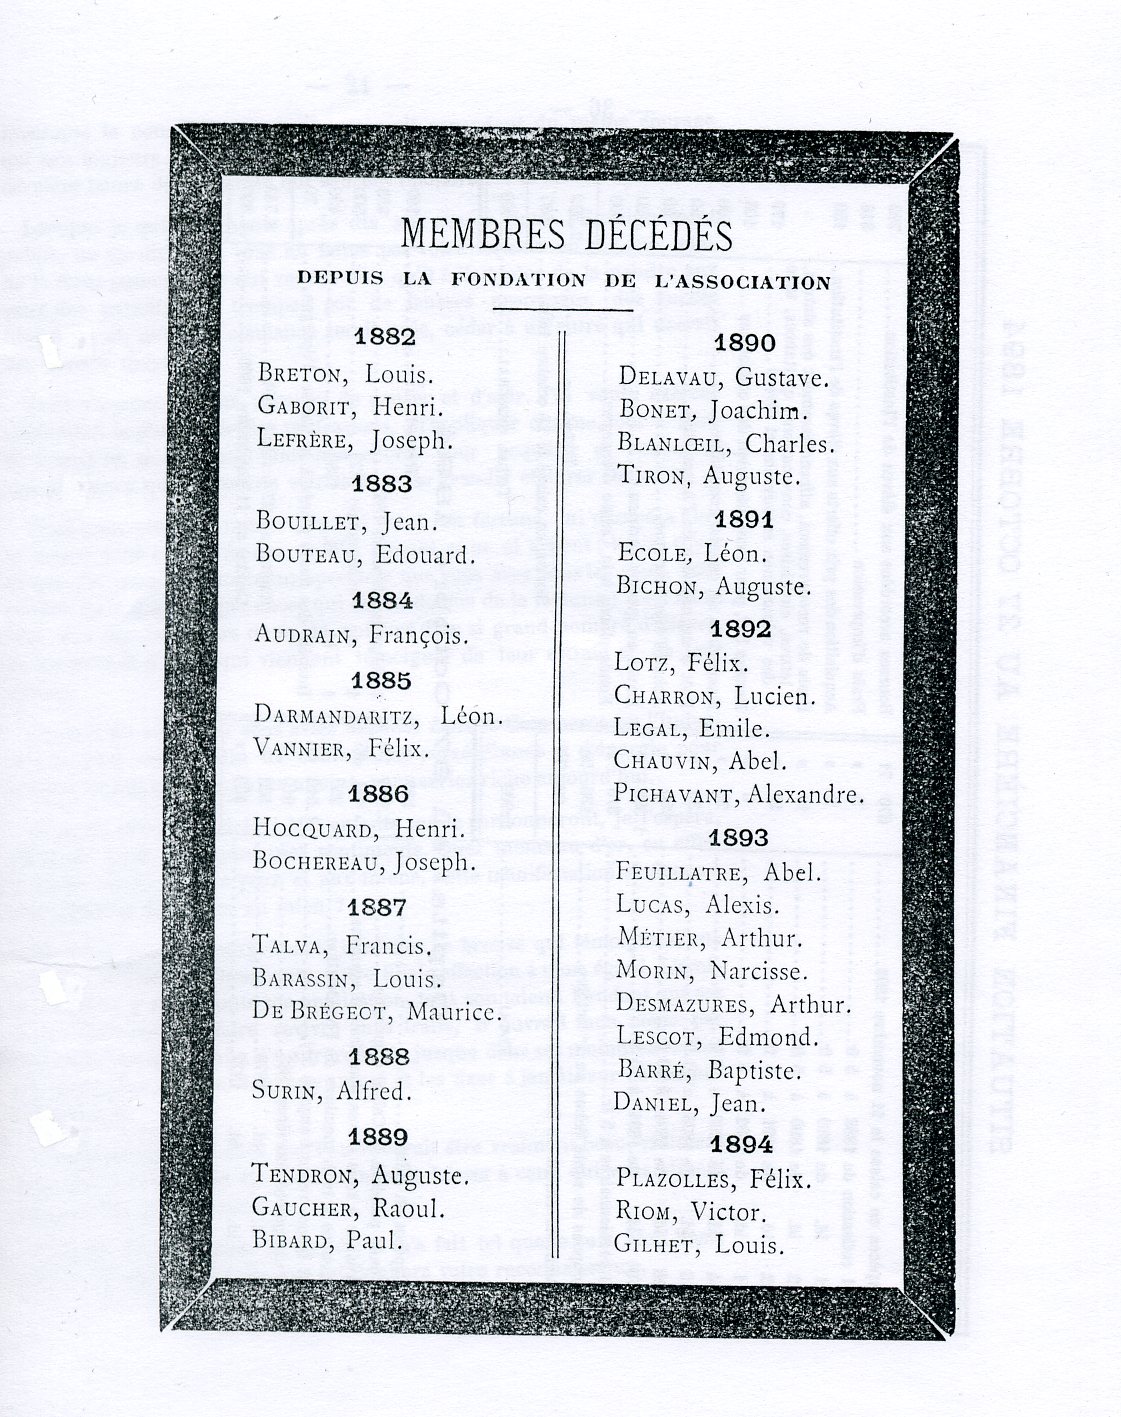 MEMBRES DÉCÉDÉS
DEPUIS LA FONDATION DE L'ASSOCIATION
1882
BRETON, Louis.
GABORIT, Henri.
LEFRÈRE, Joseph.
1883
BOUILLET, Jean.
BOUTEAU, Edouard.
1884
AUDRAIN, François.
1885
DARMANDARITZ, Léon.
VANNIER, Félix.
1886
HOCQUARD, Henri.
BOCHEREAU, Joseph.
1887
TALVA, Francis.
BARASSIN, Louis.
DE BRÉGEOT, Maurice.
1888
SURIN, Alfred.
1889
TENDRON, Auguste.
GAUCHER, Raoul.
BIBARD, Paul.
1890
DELAVAU, Gustave.
BONET, Joachim.
BLANLŒIL, Charles.
TIRON, Auguste.
1891
ECOLE, Léon.
BICHON, Auguste.
1892
LOTZ, Félix.
CHARRON, Lucien.
LEGAL, Emile.
CHAUVIN, Abel.
PICHAVANT, Alexandre.
1893
FEUILLATRE, Abel.
LUCAS, Alexis.
MÉTIER, Arthur.
MORIN, Narcisse.
DESMAZURES, Arthur.
LESCOT, Edmond.
BARRÉ, Baptiste.
DANIEL, Jean.
1894
PLAZOLLES, Félix.
RIOM, Victor.
GILHET, Louis.